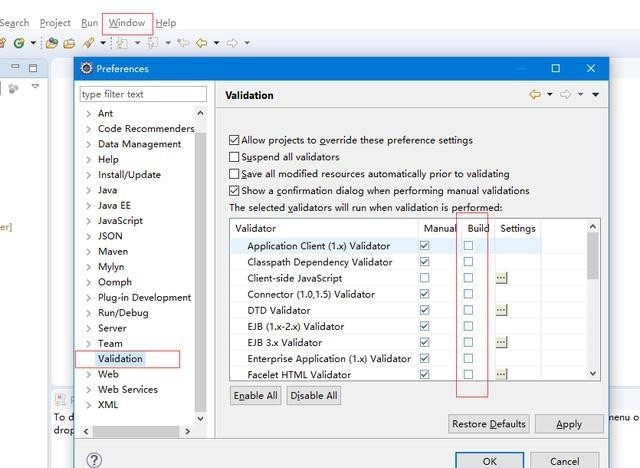 Search Project Run Window Help
Preferences
type filter text
Validation
Ant
Code Recommenders
Data Management
Help
Install/Update
Java
Java EE
JavaScript
JSON
Maven
Mylyn
Oomph
Plug-in Development
Run/Debug
Server
Team
Validation
Web
Web Services
XML
Allow projects to override these preference settings
Suspend all validators
Save all modified resources automatically prior to validating
Show a confirmation dialog when performing manual validations
The selected validators will run when validation is performed:
Validator Manual Build Settings
Application Client (1.x) Validator
Classpath Dependency Validator
Client-side JavaScript
Connector (1.0,1.5) Validator
DTD Validator
EJB (1.x-2.x) Validator
EJB 3.x Validator
Enterprise Application (1.x) Validator
Facelet HTML Validator
Enable All Disable All
Restore Defaults Apply
OK Cancel
er]
To d
drop
menu o